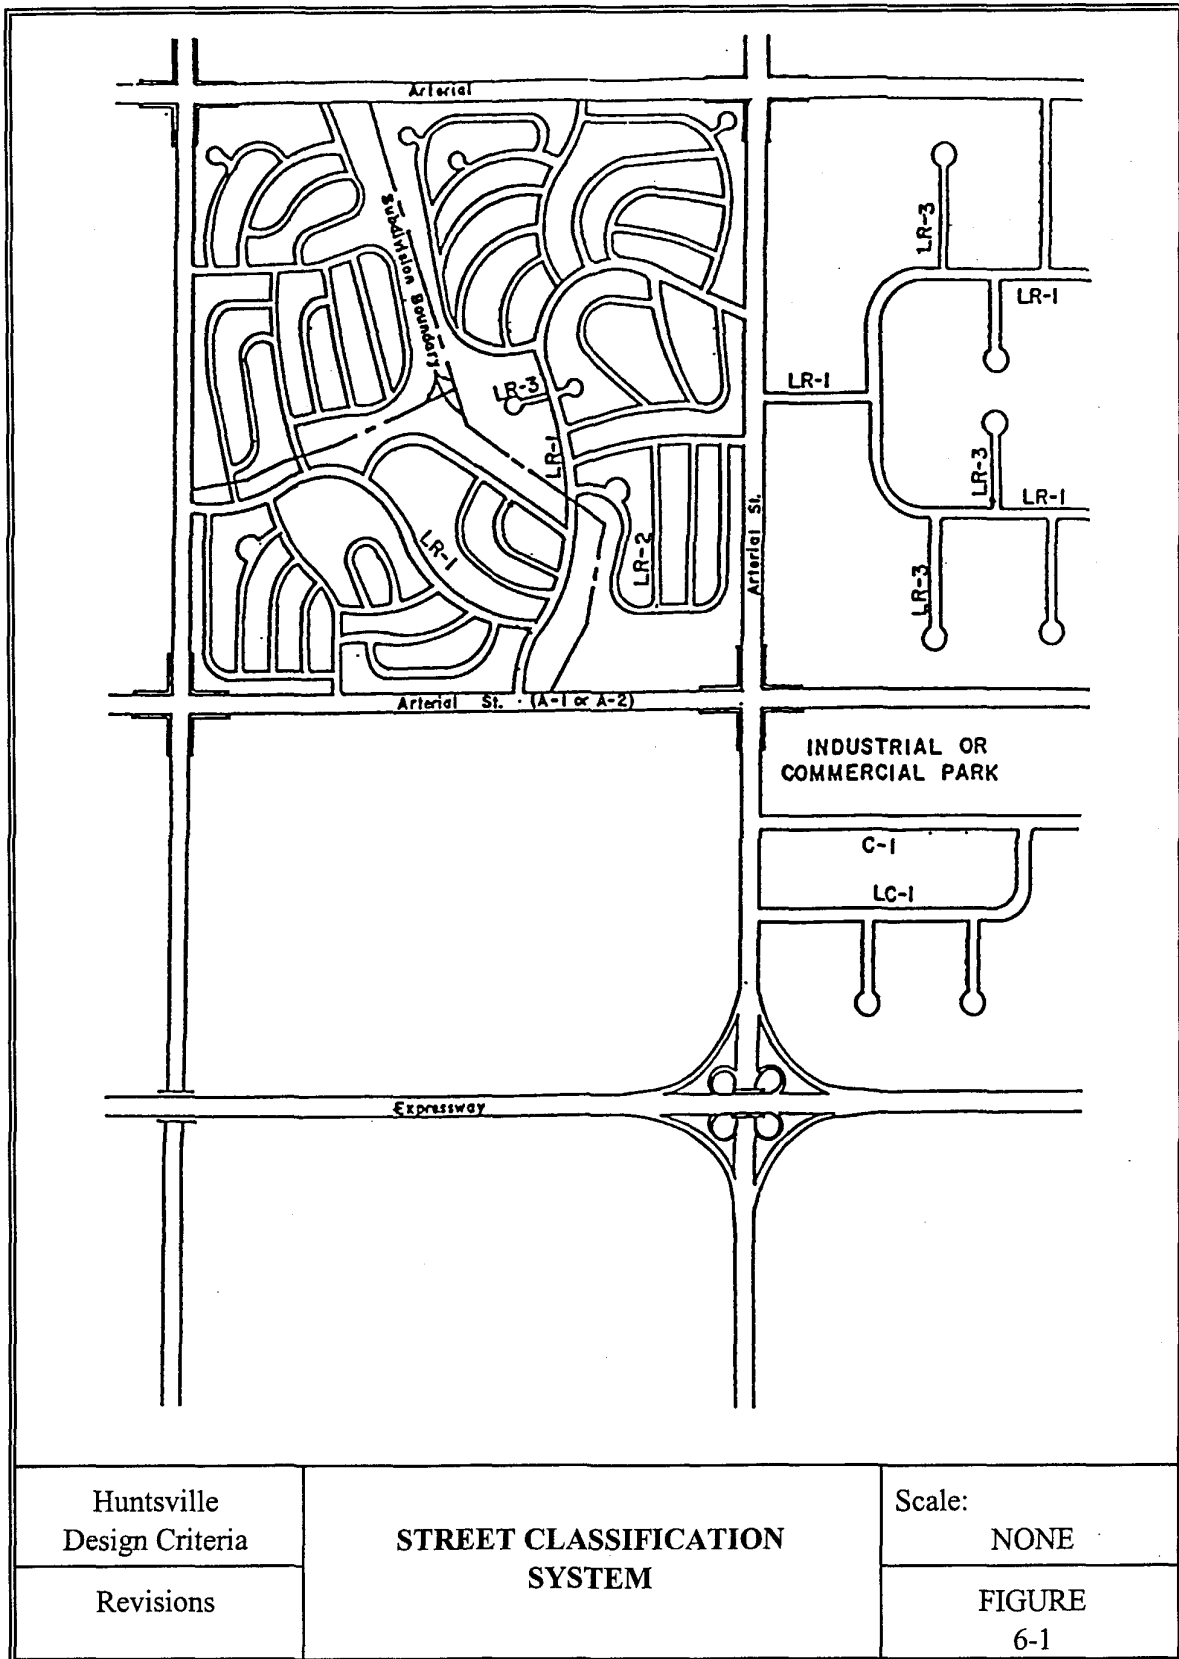 Arterial
Subdivision Boundary
LR-3
LR-1
LR-3
LR-1
LR-1
LR-3
LR-1
LR-1
LR-2
Arterial St.
LR-3
Arterial St. (A-1 or A-2)
INDUSTRIAL OR
COMMERCIAL PARK
C-1
LC-1
Expressway
Huntsville
Design Criteria
Revisions
STREET CLASSIFICATION
SYSTEM
Scale:
NONE
FIGURE
6-1